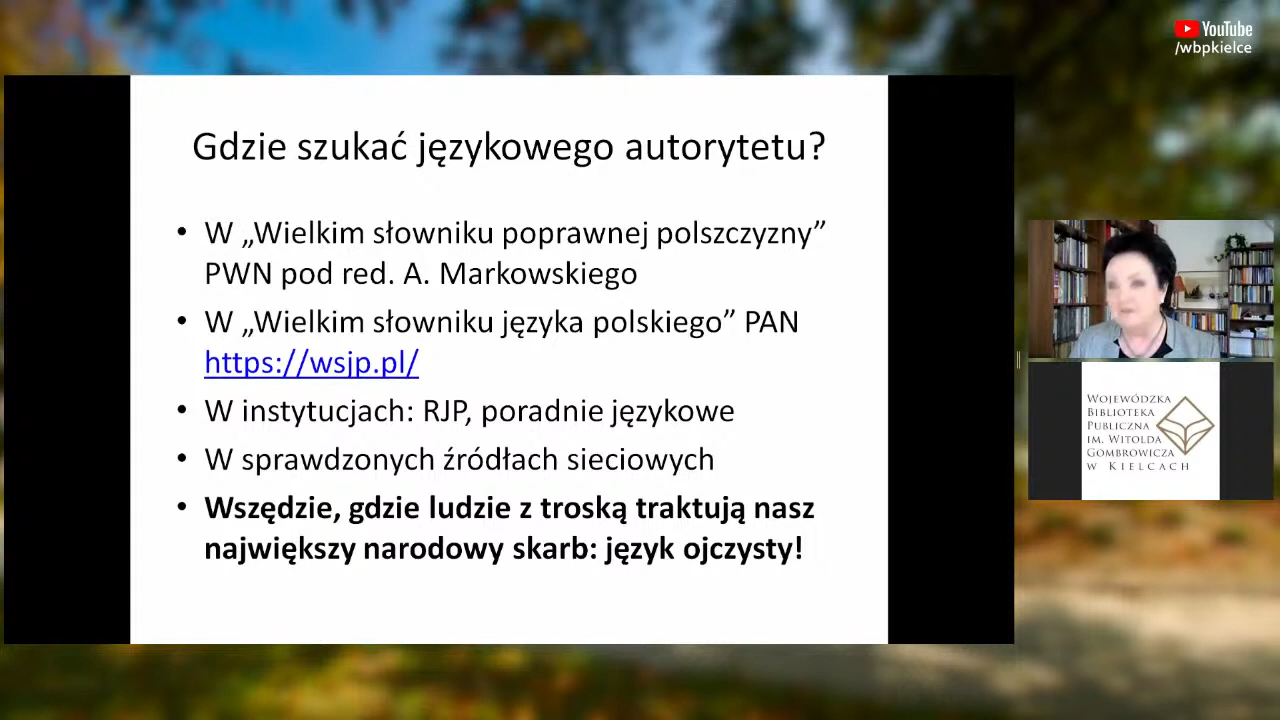 YouTube
/wbpkielce
Gdzie szukać językowego autorytetu?
• W „Wielkim słowniku poprawnej polszczyzny”
PWN pod red. A. Markowskiego
• W „Wielkim słowniku języka polskiego” PAN
https://wsjp.pl/
• W instytucjach: RJP, poradnie językowe
• W sprawdzonych źródłach sieciowych
• Wszędzie, gdzie ludzie z troską traktują nasz
największy narodowy skarb: język ojczysty!
Wojewódzka
Biblioteka
Publiczna
im. Witolda
Gombrowicza
w Kielcach